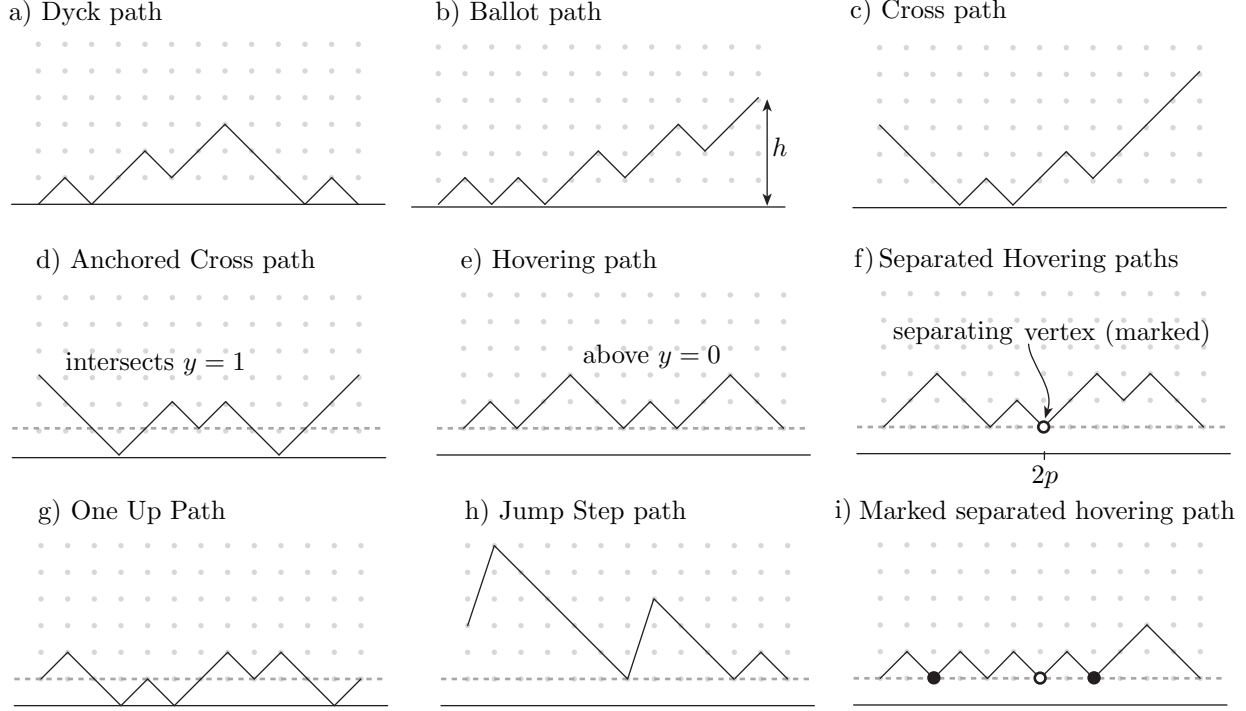 a) Dyck path
b) Ballot path
c) Cross path
h
d) Anchored Cross path
e) Hovering path
f) Separated Hovering paths
intersects y = 1
above y = 0
separating vertex (marked)
2p
g) One Up Path
h) Jump Step path
i) Marked separated hovering path